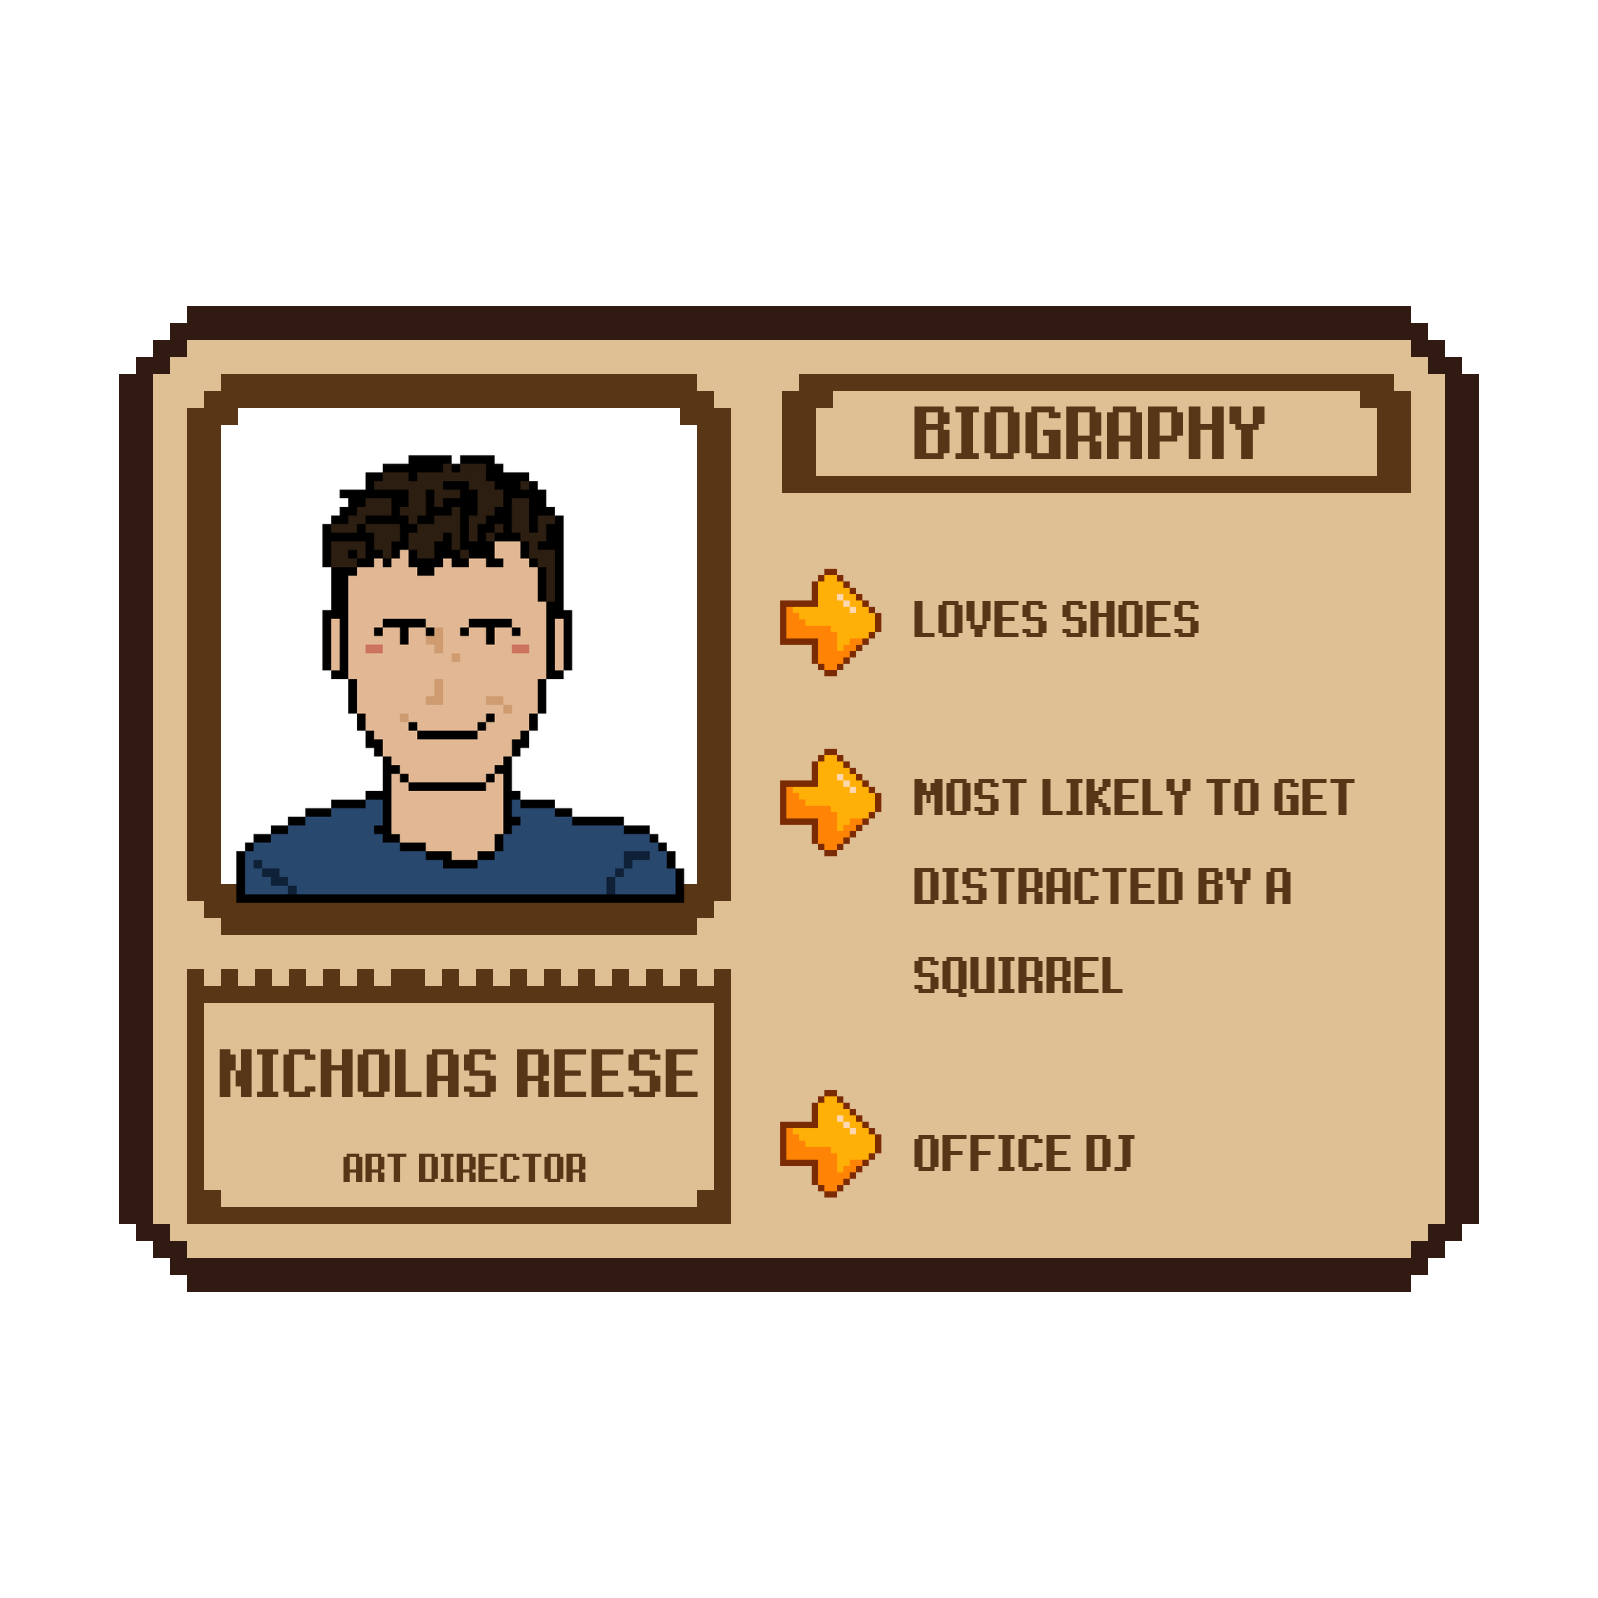 BIOGRAPHY
LOVES SHOES
MOST LIKELY TO GET
DISTRACTED BY A
SQUIRREL
OFFICE DJ
NICHOLAS REESE
ART DIRECTOR